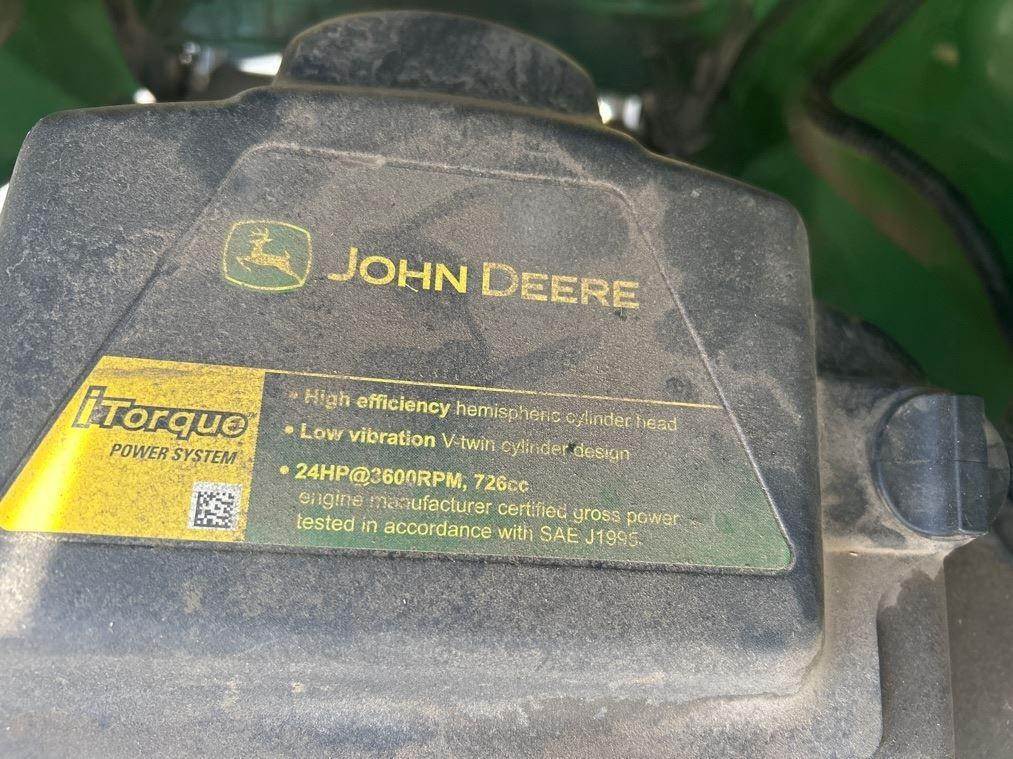 JOHN DEERE
iTorque
POWER SYSTEM
• High efficiency hemispheric cylinder head
• Low vibration V-twin cylinder design
• 24HP@3600RPM, 726cc
engine manufacturer certified gross power
tested in accordance with SAE J1995